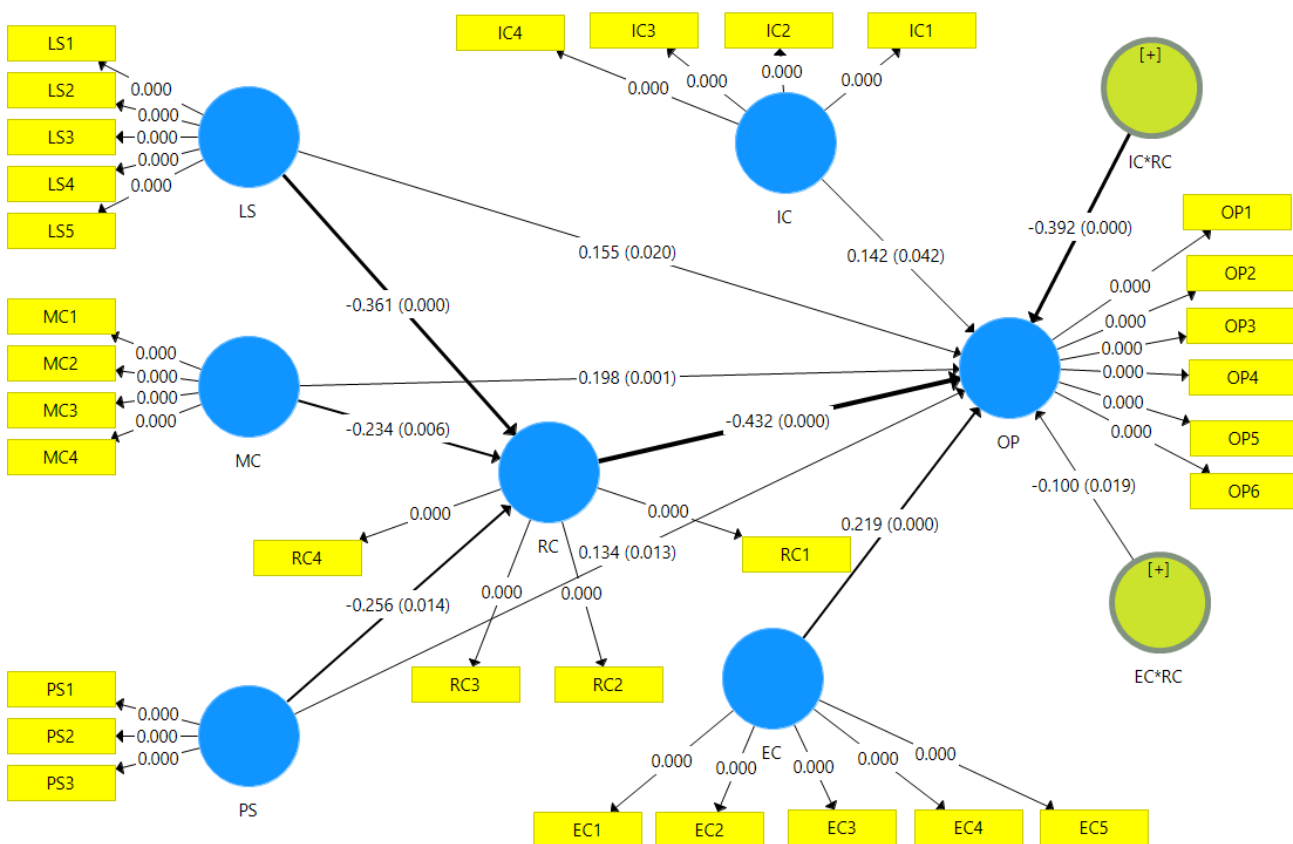 LS1
LS2
LS3
LS4
LS5
0.000
0.000
0.000
0.000
0.000
LS
IC4
IC3
IC2
IC1
0.000
0.000
0.000
0.000
IC
[+]
IC*RC
-0.392 (0.000)
0.155 (0.020)
0.142 (0.042)
-0.361 (0.000)
MC1
MC2
MC3
MC4
0.000
0.000
0.000
0.000
MC
0.198 (0.001)
-0.234 (0.006)
-0.432 (0.000)
OP1
OP2
OP3
OP4
OP5
OP6
0.000
0.000
0.000
0.000
0.000
0.000
OP
-0.100 (0.019)
[+]
EC*RC
RC
0.000
0.000
0.000
0.000
RC4
RC3
RC2
RC1
0.134 (0.013)
-0.256 (0.014)
0.219 (0.000)
PS1
PS2
PS3
0.000
0.000
0.000
PS
EC
0.000
0.000
0.000
0.000
0.000
EC1
EC2
EC3
EC4
EC5